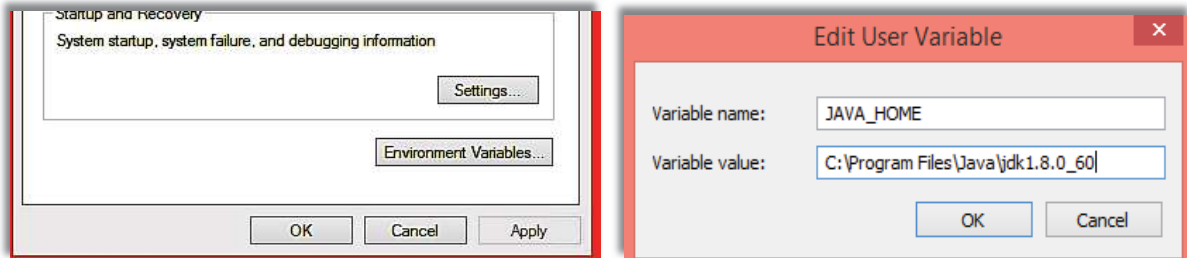 Startup and Recovery
System startup, system failure, and debugging information
Settings...
Environment Variables...
OK Cancel Apply
Edit User Variable
Variable name: JAVA_HOME
Variable value: C:\Program Files\Java\jdk1.8.0_60
OK Cancel